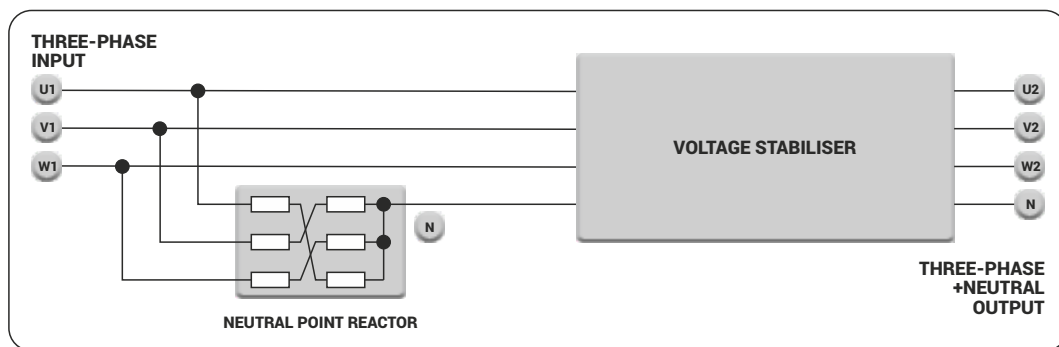 THREE-PHASE
INPUT
U1
V1
W1
VOLTAGE STABILISER
U2
V2
W2
N
N
THREE-PHASE
+NEUTRAL
OUTPUT
NEUTRAL POINT REACTOR